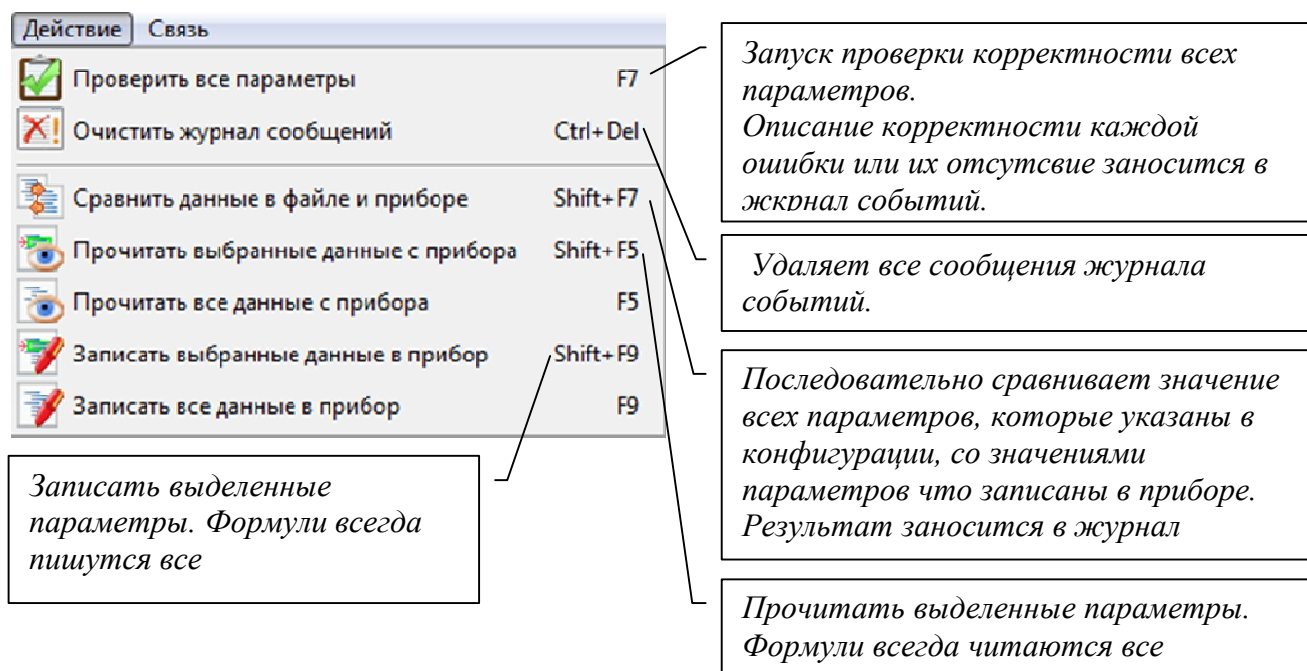 Действие Связь
Проверить все параметры F7
Очистить журнал сообщений Ctrl+Del
Сравнить данные в файле и приборе Shift+F7
Прочитать выбранные данные с прибора Shift+F5
Прочитать все данные с прибора F5
Записать выбранные данные в прибор Shift+F9
Записать все данные в прибор F9
Записать выделенные
параметры. Формули всегда
пишутся все
Запуск проверки корректности всех
параметров.
Описание корректности каждой
ошибки или их отсутсвие заносится в
жкрнал событий.
Удаляет все сообщения журнала
событий.
Последовательно сравнивает значение
всех параметров, которые указаны в
конфигурации, со значениями
параметров что записаны в приборе.
Результат заносится в журнал
Прочитать выделенные параметры.
Формули всегда читаются все